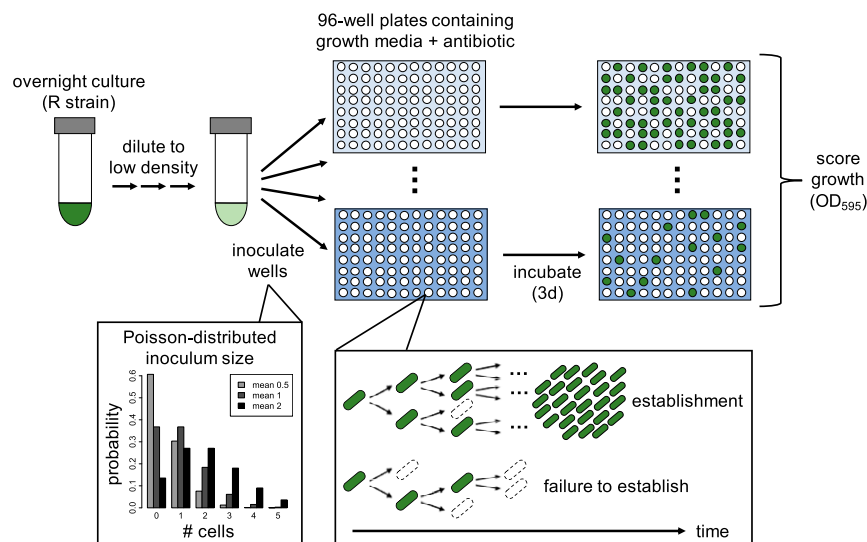 96-well plates containing
growth media + antibiotic
overnight culture
(R strain)
dilute to
low density
inoculate
wells
incubate
(3d)
score
growth
(OD595)
Poisson-distributed
inoculum size
mean 0.5
mean 1
mean 2
probability
0.0
0.1
0.2
0.3
0.4
0.5
0.6
0 1 2 3 4 5
# cells
...
...
establishment
failure to establish
time